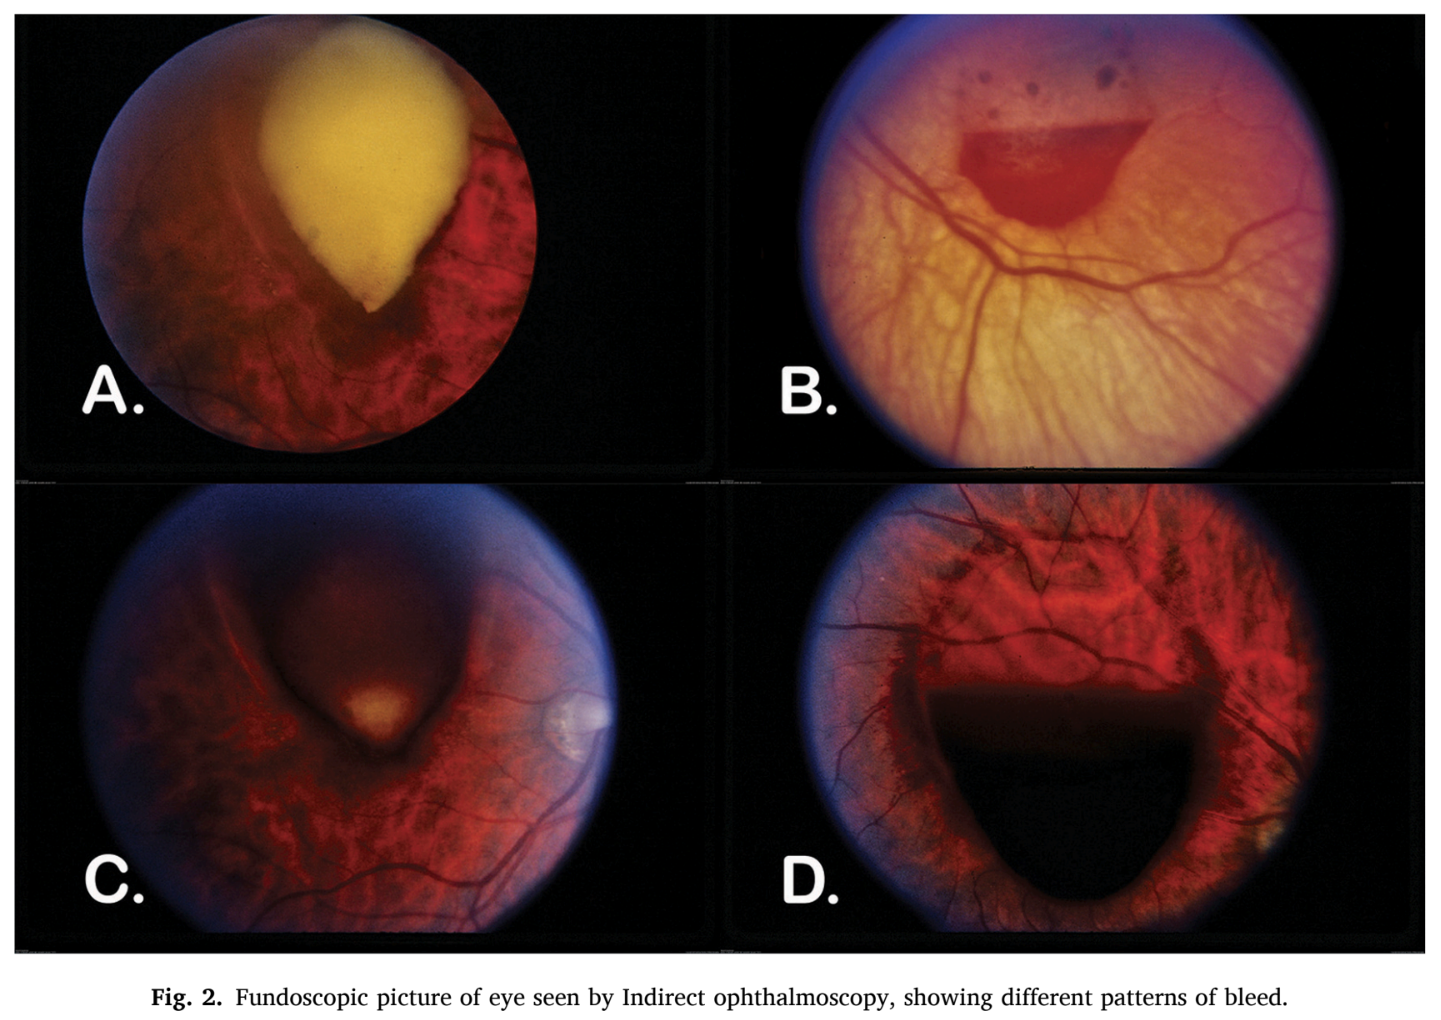 A.
B.
C.
D.
Fig. 2. Fundoscopic picture of eye seen by Indirect ophthalmoscopy, showing different patterns of bleed.